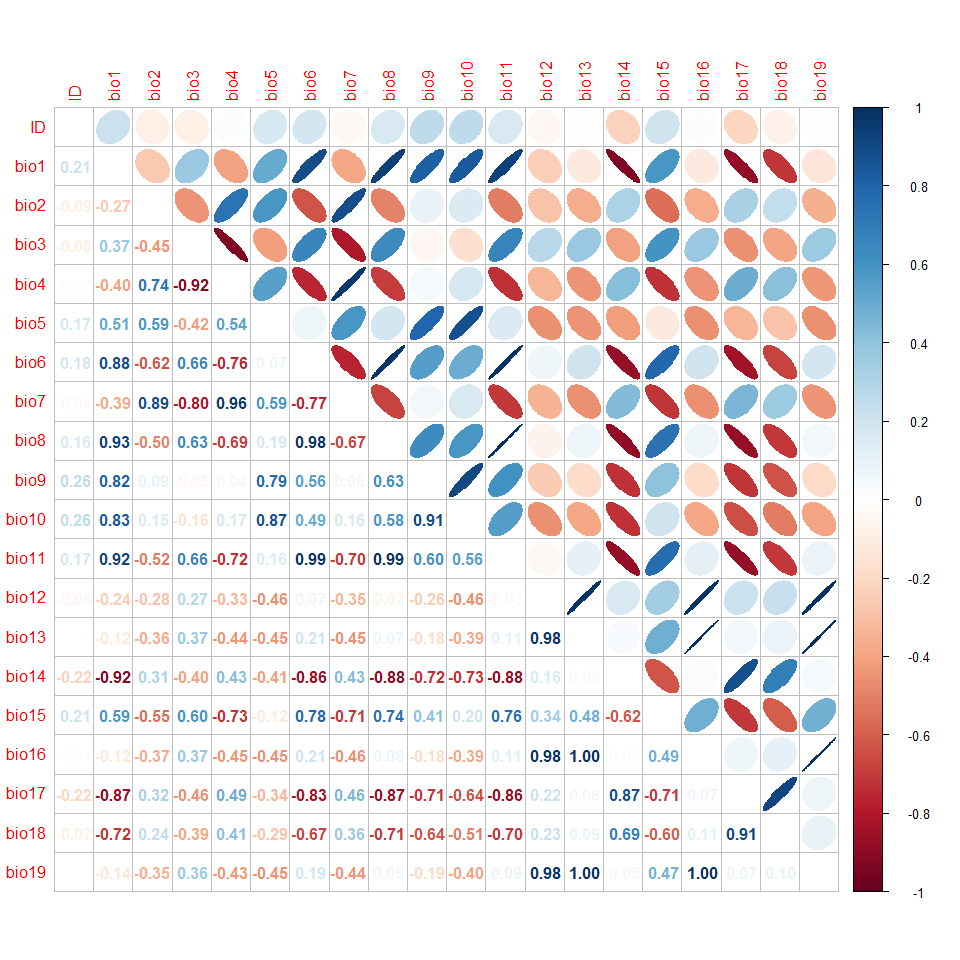 ID bio1 bio2 bio3 bio4 bio5 bio6 bio7 bio8 bio9 bio10 bio11 bio12 bio13 bio14 bio15 bio16 bio17 bio18 bio19
1
ID
bio1 0.21
bio2 -0.09 -0.27
0.8
bio3 -0.08 0.37 -0.45
bio4 -0.40 0.74 -0.92
0.6
bio5 0.17 0.51 0.59 -0.42 0.54
bio6 0.18 0.88 -0.62 0.66 -0.76 0.07
0.4
bio7 -0.04 -0.39 0.89 -0.80 0.96 0.59 -0.77
0.2
bio8 0.16 0.93 -0.50 0.63 -0.69 0.19 0.98 -0.67
bio9 0.26 0.82 0.09 -0.05 0.04 0.79 0.56 0.06 0.63
0
bio10 0.26 0.83 0.15 -0.16 0.17 0.87 0.49 0.16 0.58 0.91
bio11 0.17 0.92 -0.52 0.66 -0.72 0.16 0.99 -0.70 0.99 0.60 0.56
-0.2
bio12 -0.05 -0.24 -0.28 0.27 -0.33 -0.46 0.07 -0.35 -0.07 -0.26 -0.46 -0.03
bio13 -0.12 -0.36 0.37 -0.44 -0.45 0.21 -0.45 0.07 -0.18 -0.39 0.11 0.98
-0.4
bio14 -0.22 -0.92 0.31 -0.40 0.43 -0.41 -0.86 0.43 -0.88 -0.72 -0.73 -0.88 0.16 0.03
bio15 0.21 0.59 -0.55 0.60 -0.73 -0.12 0.78 -0.71 0.74 0.41 0.20 0.76 0.34 0.48 -0.62
-0.6
bio16 -0.12 -0.37 0.37 -0.45 -0.45 0.21 -0.46 0.08 -0.18 -0.39 0.11 0.98 1.00 0.03 0.49
bio17 -0.22 -0.87 0.32 -0.46 0.49 -0.34 -0.83 0.46 -0.87 -0.71 -0.64 -0.86 0.22 0.06 0.87 -0.71 0.07
-0.8
bio18 -0.07 -0.72 0.24 -0.39 0.41 -0.29 -0.67 0.36 -0.71 -0.64 -0.51 -0.70 0.23 0.09 0.69 -0.60 0.11 0.91
bio19 -0.14 -0.35 0.36 -0.43 -0.45 0.19 -0.44 0.05 -0.19 -0.40 0.09 0.98 1.00 0.05 0.47 1.00 0.07 0.10
-1